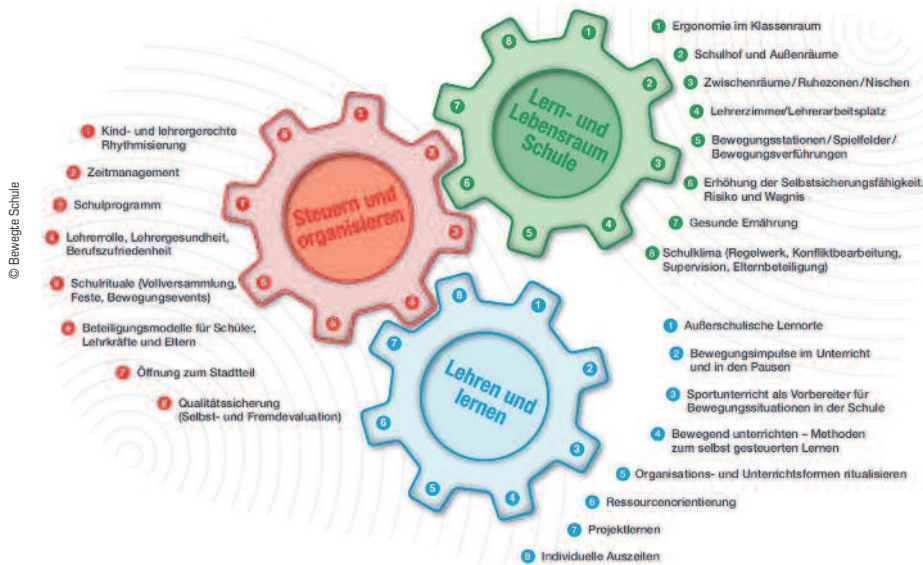 © Bewegte Schule
Steuern und
organisieren
1 Kind- und lehrergerechte
Rhythmisierung
2 Zeitmanagement
3 Schulprogramm
4 Lehrerrolle, Lehrergesundheit,
Berufszufriedenheit
5 Schulrituale (Vollversammlung,
Feste, Bewegungsevents)
6 Beteiligungsmodelle für Schüler,
Lehrkräfte und Eltern
7 Öffnung zum Stadtteil
8 Qualitätssicherung
(Selbst- und Fremdevaluation)
Lern- und
Lebensraum
Schule
1 Ergonomie im Klassenraum
2 Schulhof und Außenräume
3 Zwischenräume/Ruhezonen/Nischen
4 Lehrerzimmer/Lehrerarbeitsplatz
5 Bewegungsstationen/Spielfelder/
Bewegungsverführungen
6 Erhöhung der Selbstsicherungsfähigkeit,
Risiko und Wagnis
7 Gesunde Ernährung
8 Schulklima (Regelwerk, Konfliktbearbeitung,
Supervision, Elternbeteiligung)
Lehren und
lernen
1 Außerschulische Lernorte
2 Bewegungsimpulse im Unterricht
und in den Pausen
3 Sportunterricht als Vorbereiter für
Bewegungssituationen in der Schule
4 Bewegend unterrichten – Methoden
zum selbst gesteuerten Lernen
5 Organisations- und Unterrichtsformen ritualisieren
6 Ressourcenorientierung
7 Projektlernen
8 Individuelle Auszeiten